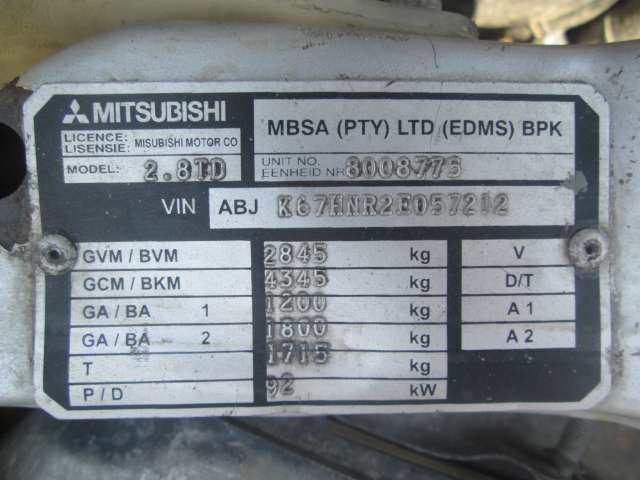 MITSUBISHI
LICENCE:
LISENSIE: MISUBISHI MOTOR CO
MODEL: 2.8TD
MBSA (PTY) LTD (EDMS) BPK
UNIT NO.
EENHEID NR 8008775
VIN ABJ K67HNR2E057212
GVM / BVM 2845 kg V
GCM / BKM 4345 kg D/T
GA / BA 1 1200 kg A 1
GA / BA 2 1800 kg A 2
T 1715 kg
P / D 92 kW